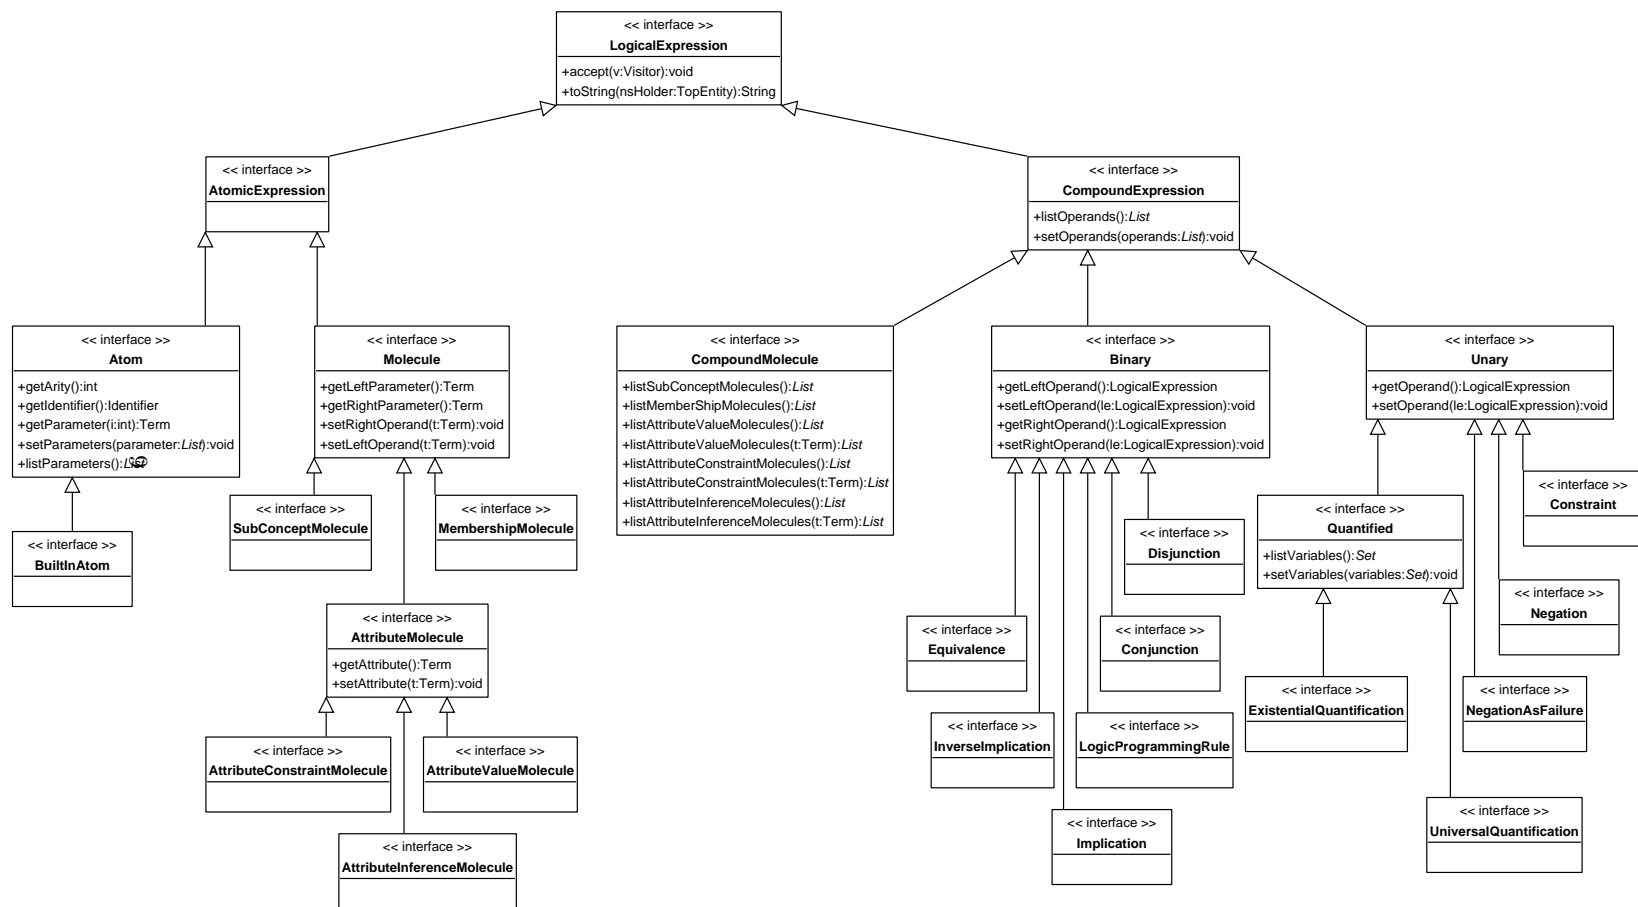 << interface >>
LogicalExpression
+accept(v:Visitor):void
+toString(nsHolder:TopEntity):String
<< interface >>
AtomicExpression
<< interface >>
CompoundExpression
+listOperands():List
+setOperands(operands:List):void
<< interface >>
Atom
+getArity():int
+getIdentifier():Identifier
+getParameter(i:int):Term
+setParameters(parameter:List):void
+listParameters():
<< interface >>
Molecule
+getLeftParameter():Term
+getRightParameter():Term
+setRightOperand(t:Term):void
+setLeftOperand(t:Term):void
<< interface >>
CompoundMolecule
+listSubConceptMolecules():List
+listMemberShipMolecules():List
+listAttributeValueMolecules():List
+listAttributeValueMolecules(t:Term):List
+listAttributeConstraintMolecules():List
+listAttributeConstraintMolecules(t:Term):List
+listAttributeInferenceMolecules():List
+listAttributeInferenceMolecules(t:Term):List
<< interface >>
Binary
+getLeftOperand():LogicalExpression
+setLeftOperand(le:LogicalExpression):void
+getRightOperand():LogicalExpression
+setRightOperand(le:LogicalExpression):void
<< interface >>
Unary
+getOperand():LogicalExpression
+setOperand(le:LogicalExpression):void
<< interface >>
BuiltInAtom
<< interface >>
SubConceptMolecule
<< interface >>
MembershipMolecule
<< interface >>
Disjunction
<< interface >>
Quantified
+listVariables():Set
+setVariables(variables:Set):void
<< interface >>
Constraint
<< interface >>
AttributeMolecule
+getAttribute():Term
+setAttribute(t:Term):void
<< interface >>
Equivalence
<< interface >>
Conjunction
<< interface >>
Negation
<< interface >>
ExistentialQuantification
<< interface >>
NegationAsFailure
<< interface >>
AttributeConstraintMolecule
<< interface >>
AttributeValueMolecule
<< interface >>
InverseImplication
<< interface >>
LogicProgrammingRule
<< interface >>
AttributeInferenceMolecule
<< interface >>
Implication
<< interface >>
UniversalQuantification